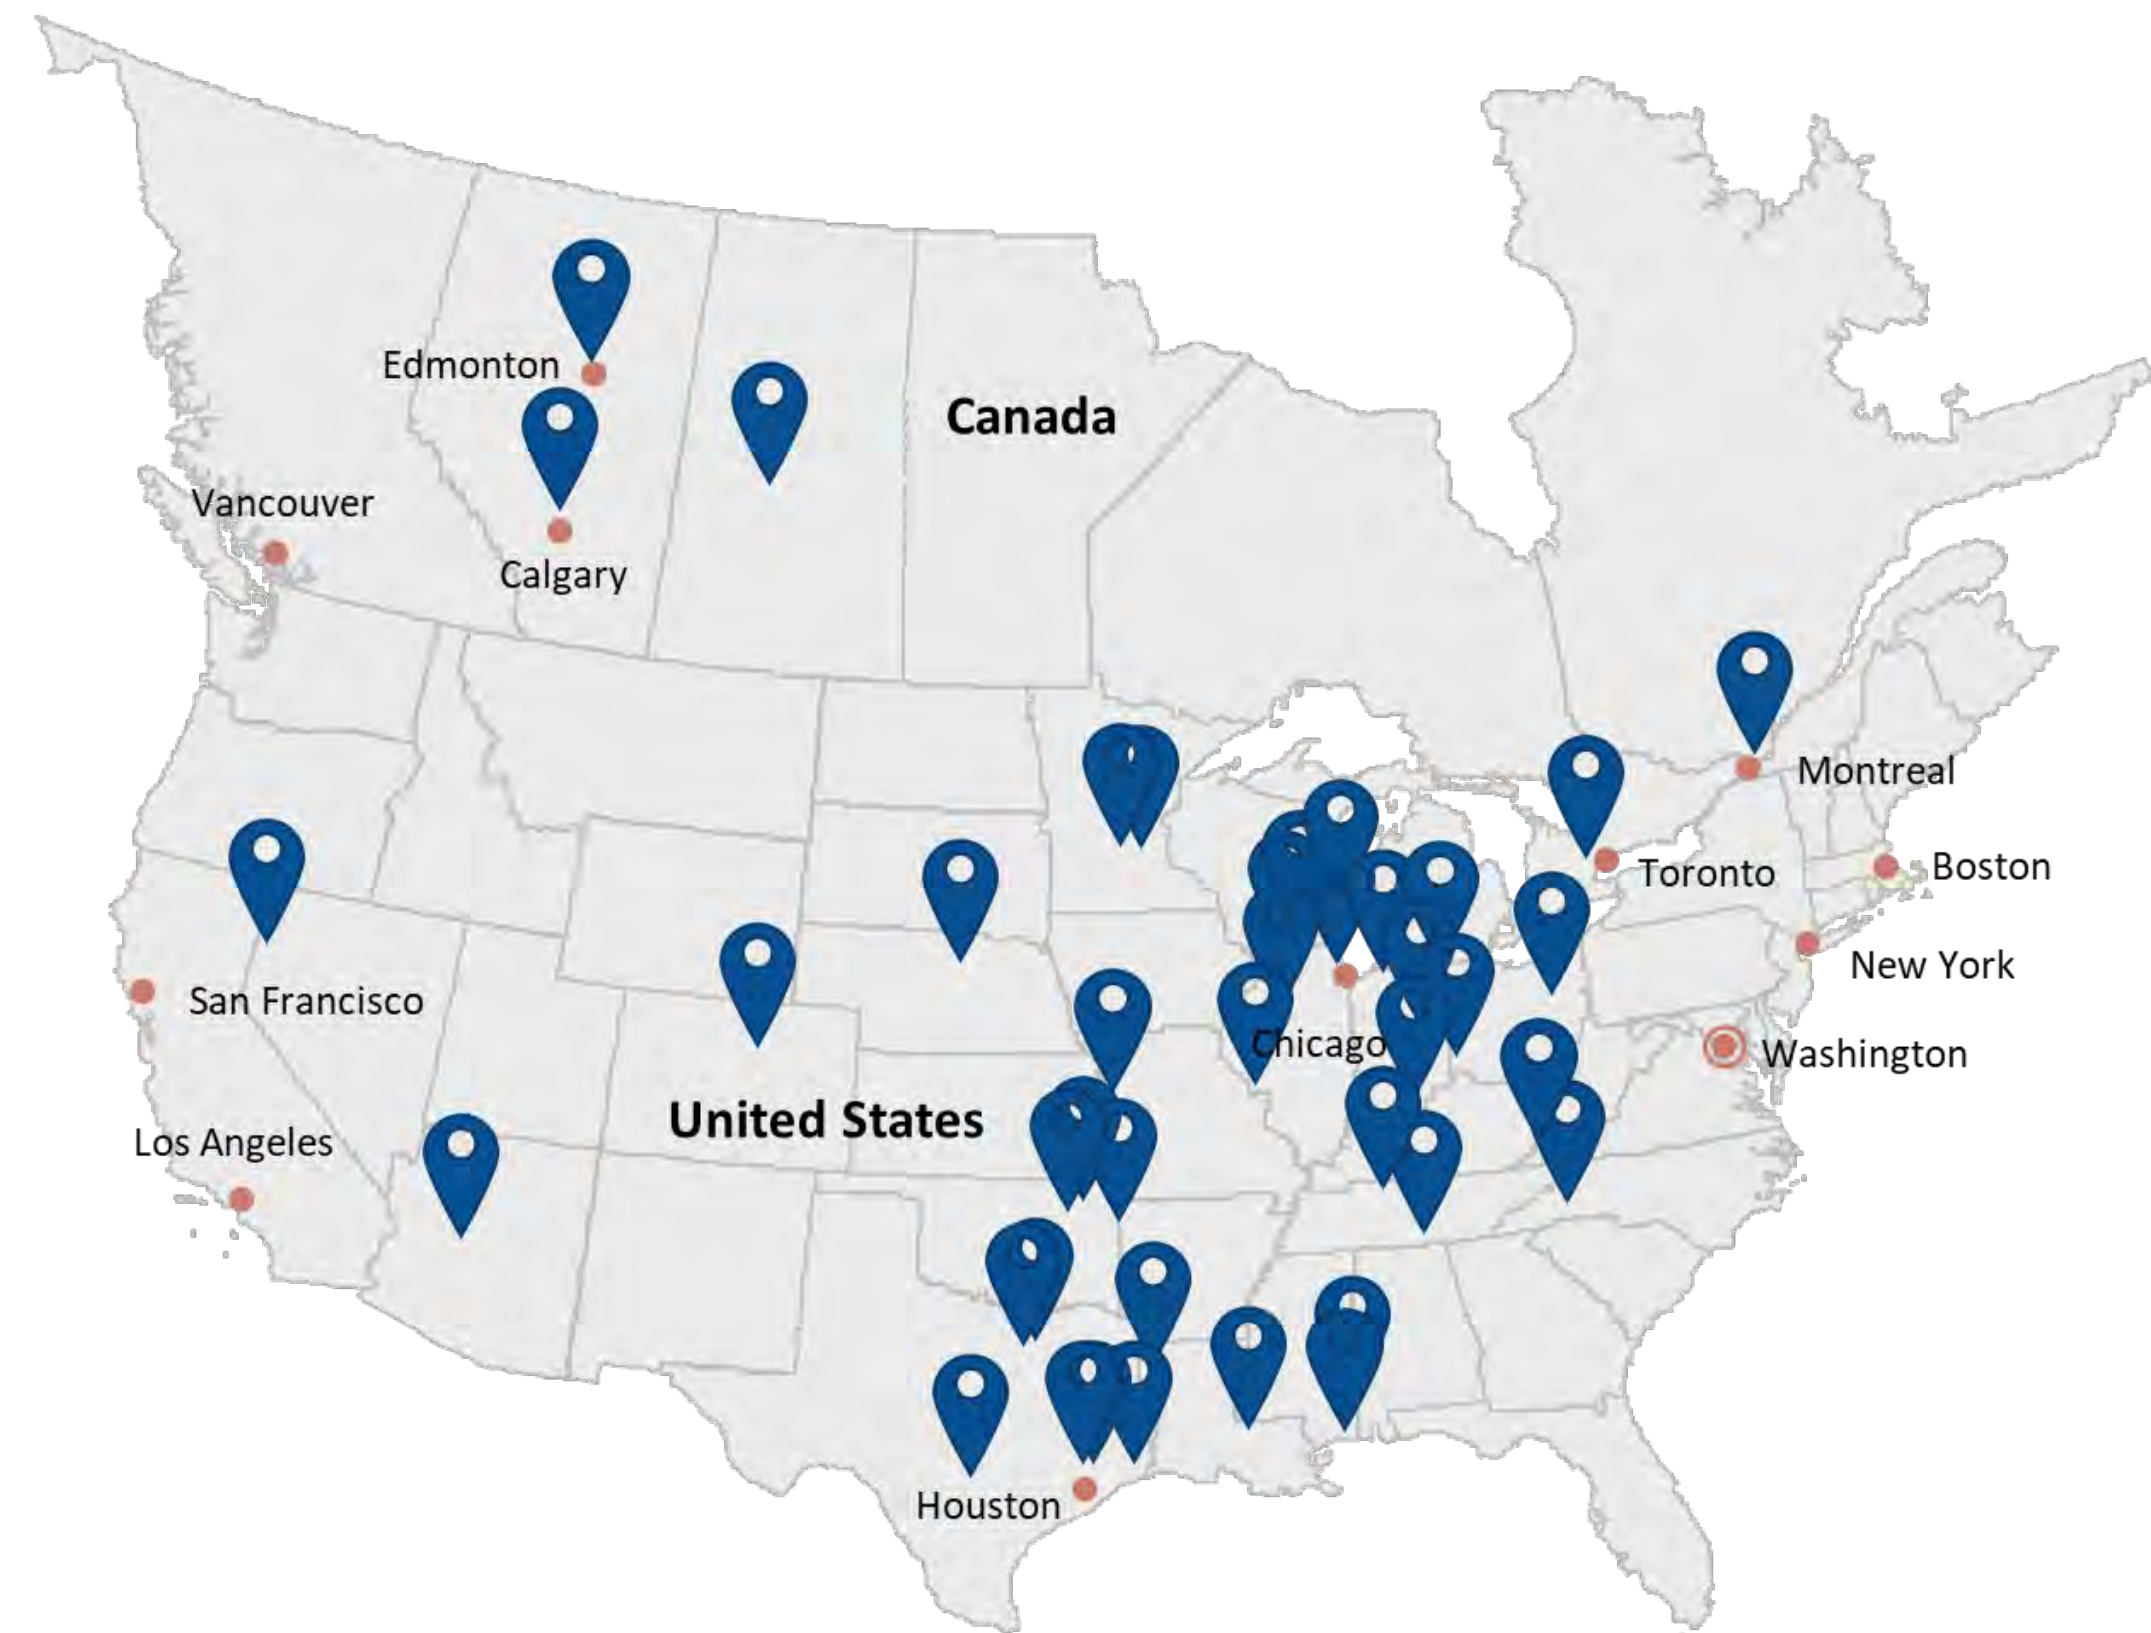 Edmonton
Canada
Vancouver
Calgary
Montreal
Toronto
Boston
New York
San Francisco
Chicago
Washington
United States
Los Angeles
Houston